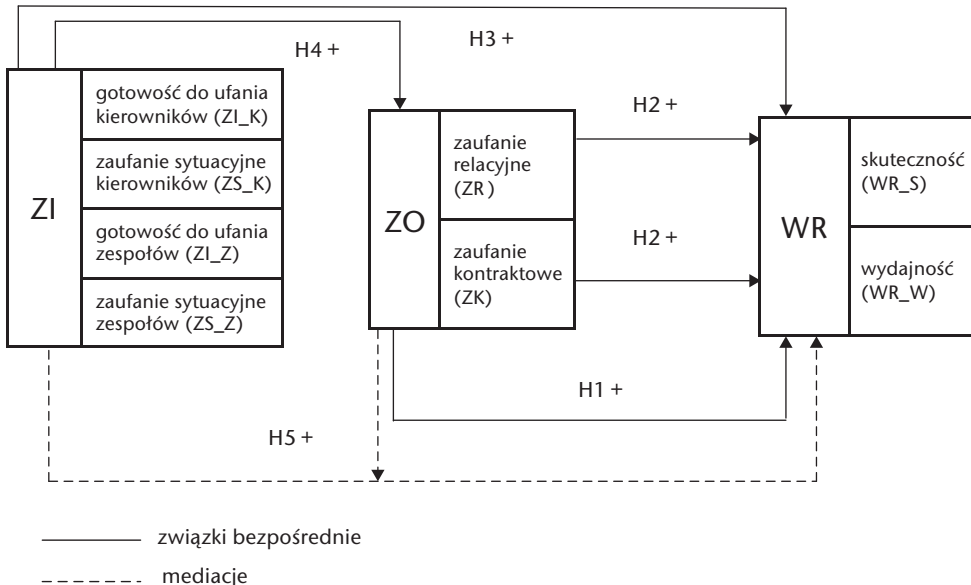 H4 +
H3 +
ZI
gotowość do ufania
kierowników (ZI_K)
zaufanie sytuacyjne
kierowników (ZS_K)
gotowość do ufania
zespołów (ZI_Z)
zaufanie sytuacyjne
zespołów (ZS_Z)
ZO
zaufanie
relacyjne
(ZR)
zaufanie
kontraktowe
(ZK)
H2 +
H2 +
WR
skuteczność
(WR_S)
wydajność
(WR_W)
H1 +
H5 +
związki bezpośrednie
mediacje